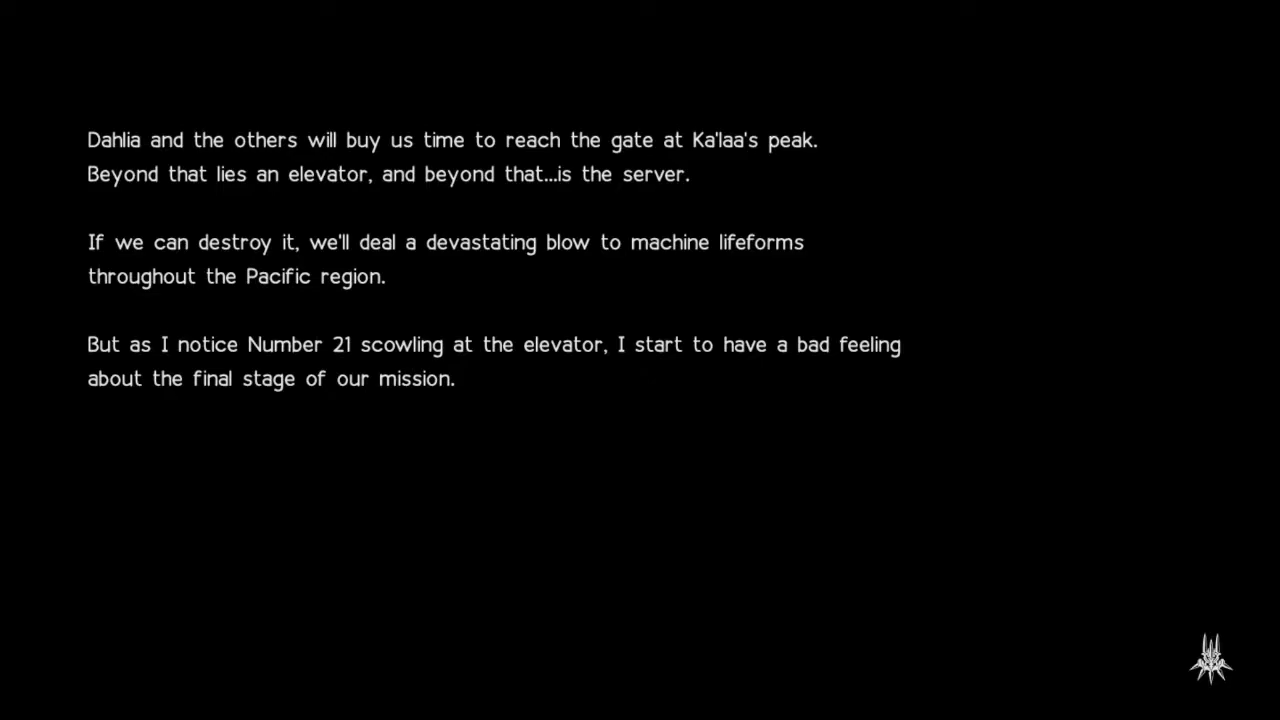 Dahlia and the others will buy us time to reach the gate at Ka'laa's peak.
Beyond that lies an elevator, and beyond that...is the server.
If we can destroy it, we'll deal a devastating blow to machine lifeforms
throughout the Pacific region.
But as I notice Number 21 scowling at the elevator, I start to have a bad feeling
about the final stage of our mission.